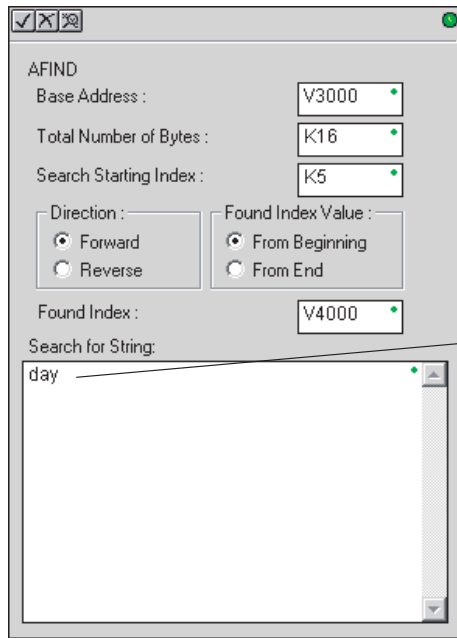 AFIND
Base Address : V3000
Total Number of Bytes : K16
Search Starting Index : K5
Direction : Found Index Value :
Forward From Beginning
Reverse From End
Found Index : V4000
Search for String:
day